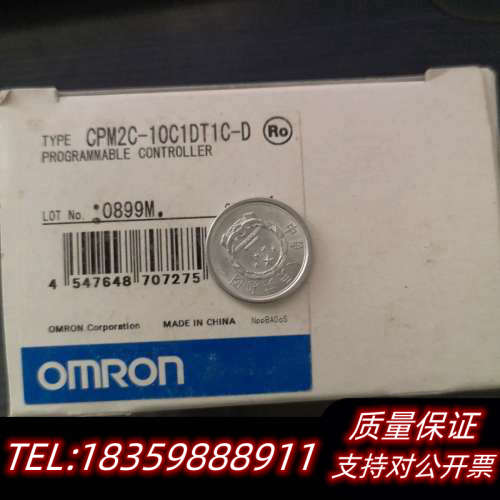 TYPE CPM2C-10C1DT1C-D Ro
PROGRAMMABLE CONTROLLER
LOT No. 0899M.
4 547648 707275
OMRON Corporation MADE IN CHINA
OMRON
TEL:18359888911
质量保证
支持对公开票